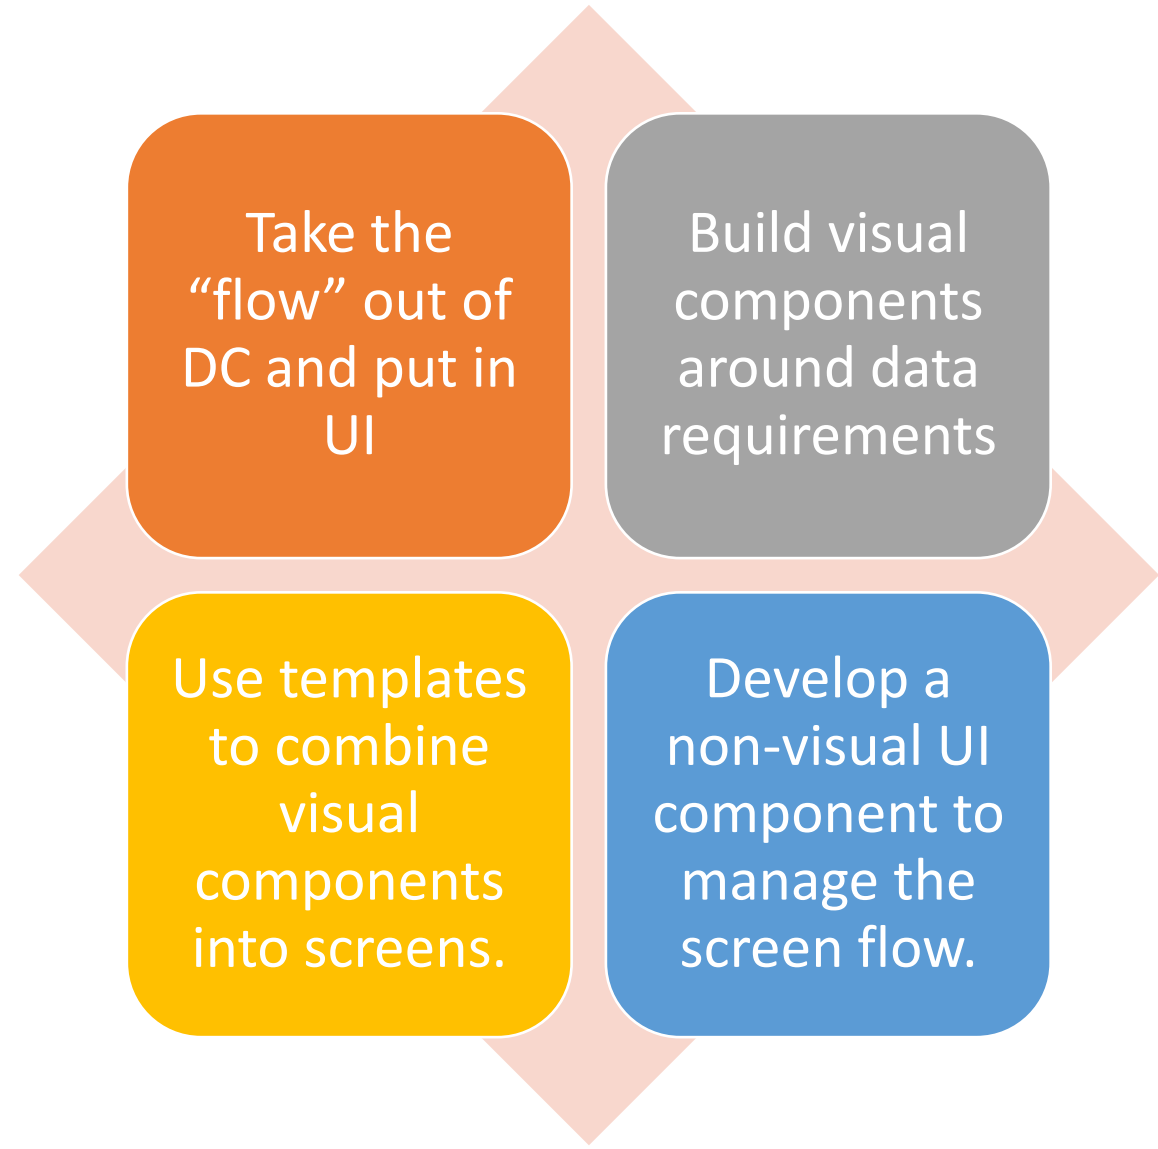 Take the
“flow” out of
DC and put in
UI
Build visual
components
around data
requirements
Use templates
to combine
visual
components
into screens.
Develop a
non-visual UI
component to
manage the
screen flow.